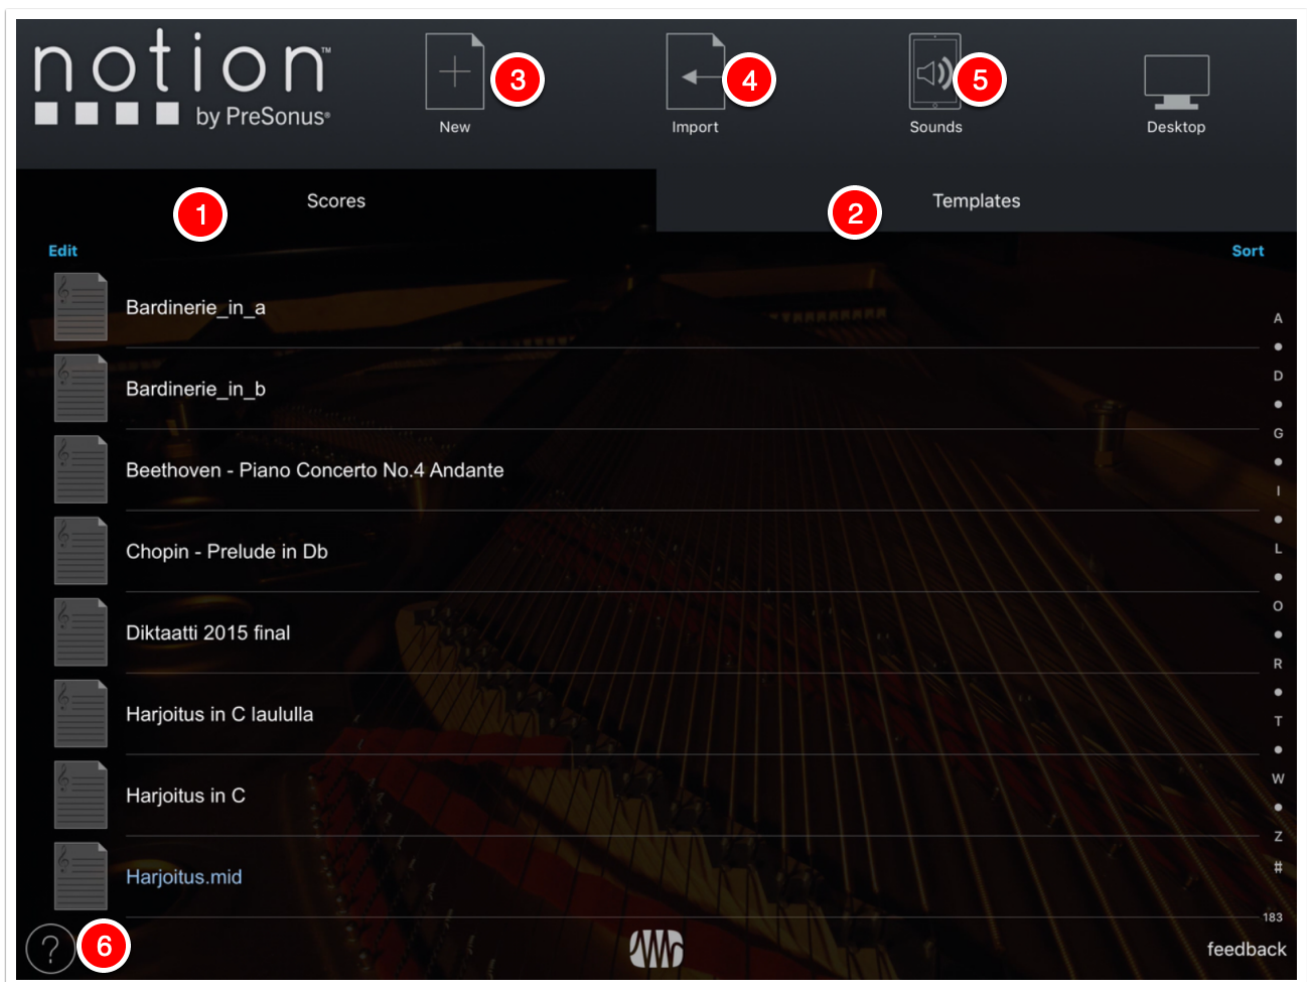 notion™
by PreSonus®
New
3
Import
4
Sounds
5
Desktop
Scores
1
Templates
2
Edit
Sort
Bardinerie_in_a
Bardinerie_in_b
Beethoven - Piano Concerto No.4 Andante
Chopin - Prelude in Db
Diktaatti 2015 final
Harjoitus in C laululla
Harjoitus in C
Harjoitus.mid
A
D
G
I
L
O
R
T
W
Z
#
183
?
6
feedback